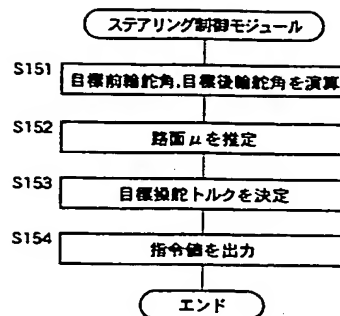 ステアリング制御モジュール
S151
目標前輪舵角,目標後輪舵角を演算
S152
路面μを推定
S153
目標操舵トルクを決定
S154
指令値を出力
エンド